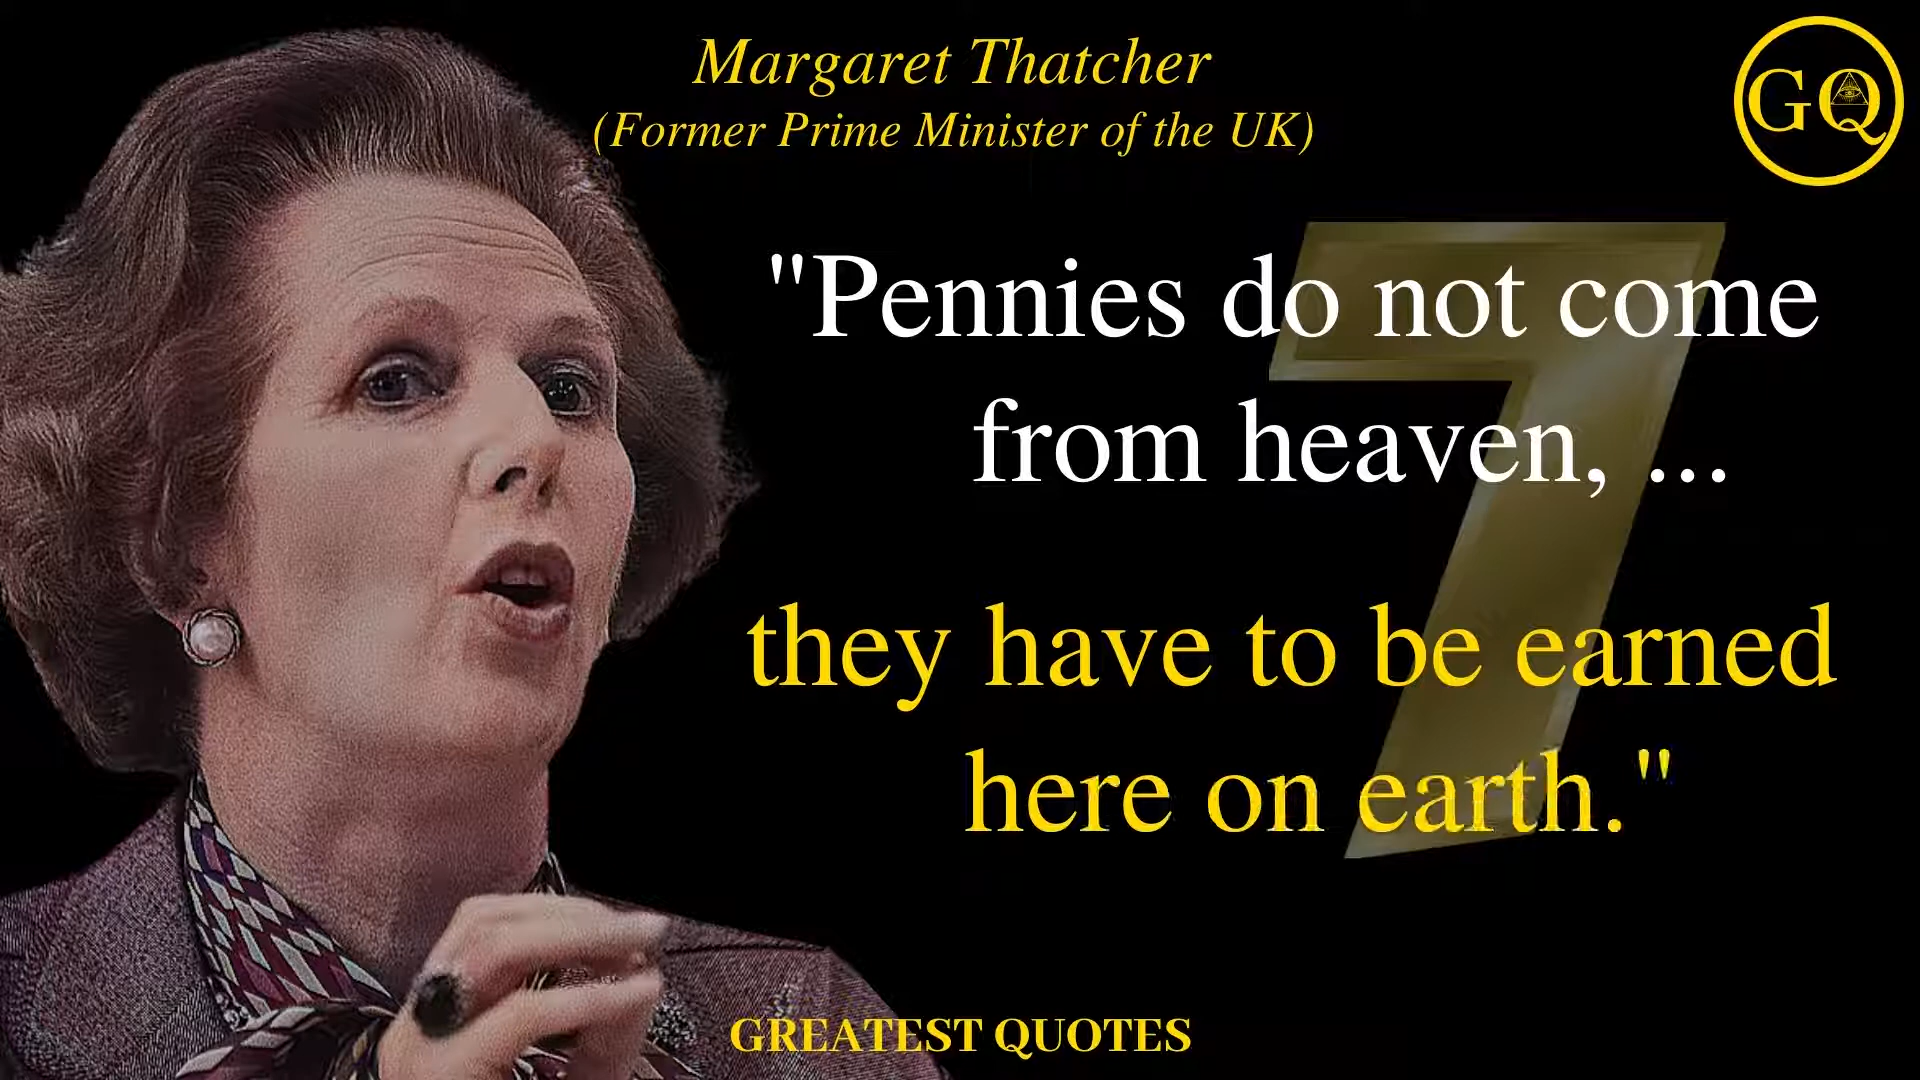 Margaret Thatcher
(Former Prime Minister of the UK)
GQ
7
"Pennies do not come
from heaven, ...
they have to be earned
here on earth."
GREATEST QUOTES